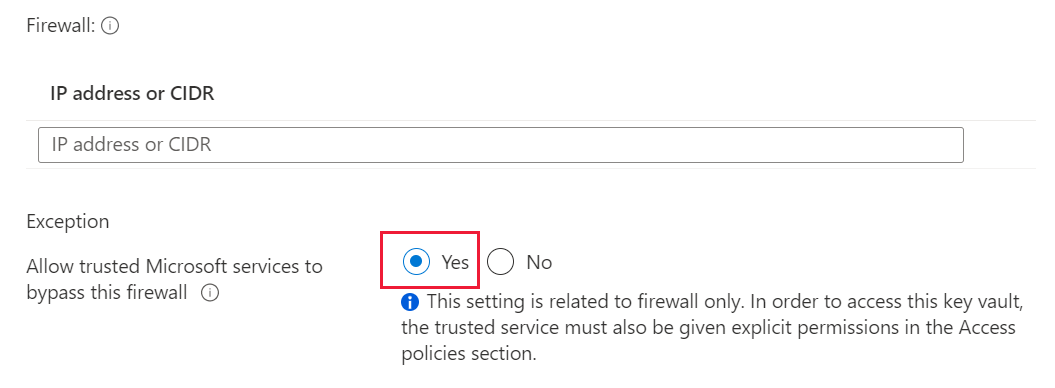 Firewall:
IP address or CIDR
IP address or CIDR
Exception
Allow trusted Microsoft services to
bypass this firewall
Yes No
This setting is related to firewall only. In order to access this key vault,
the trusted service must also be given explicit permissions in the Access
policies section.